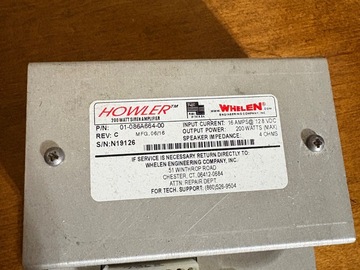 HOWLER™
200 WATT SIREN AMPLIFIER
P/N: 01-086A664-00
REV: C MFG. 06/16
S/N:N19126
WHELEN®
ENGINEERING COMPANY, INC.
INPUT CURRENT: 16 AMPS@ 12.8 VDC
OUTPUT POWER: 200 WATTS (MAX)
SPEAKER IMPEDANCE: 4 OHMS
IF SERVICE IS NECESSARY RETURN DIRECTLY TO:
WHELEN ENGINEERING COMPANY, INC.
51 WINTHROP ROAD
CHESTER, CT. 06412-0684
ATTN: REPAIR DEPT
FOR TECH. SUPPORT: (860)526-9504